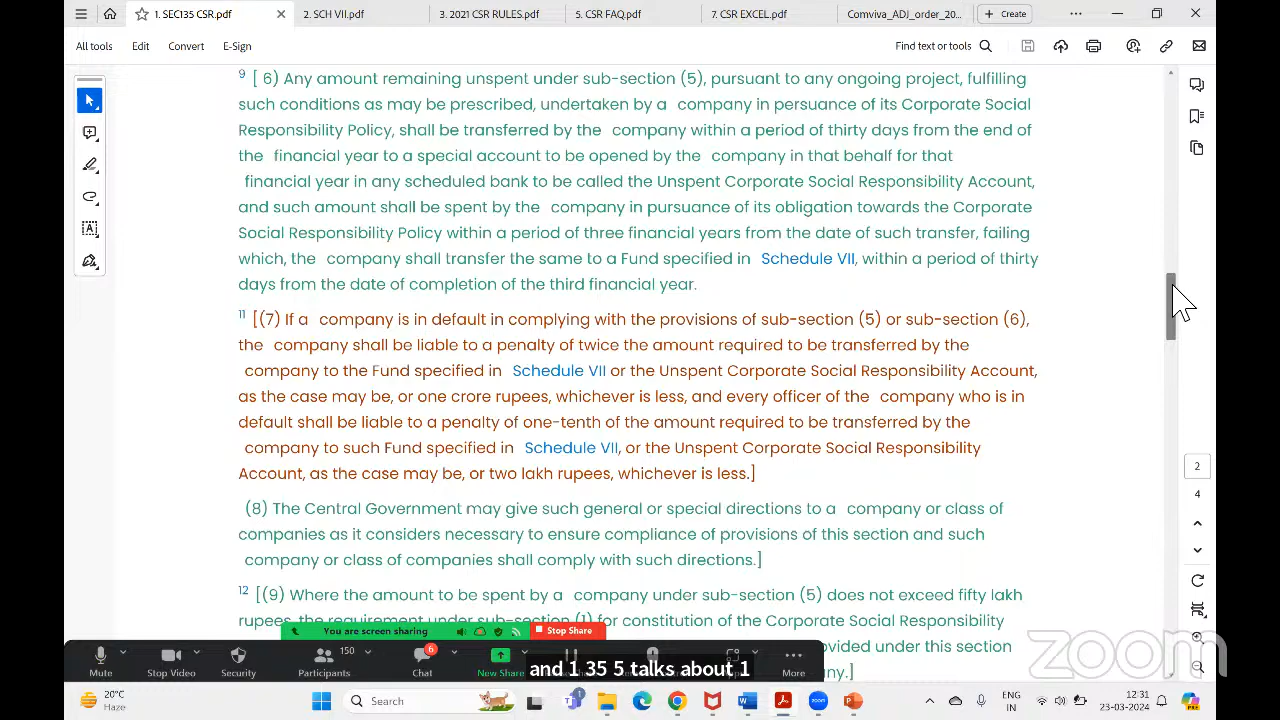 1. SEC135 CSR.pdf
2. SCH VII.pdf
3. 2021 CSR RULES.pdf
5. CSR FAQ.pdf
7. CSR EXCEL.pdf
Comviva_ADJ_order_20...
Create
All tools Edit Convert E-Sign
Find text or tools
9 [ 6) Any amount remaining unspent under sub-section (5), pursuant to any ongoing project, fulfilling
such conditions as may be prescribed, undertaken by a company in persuance of its Corporate Social
Responsibility Policy, shall be transferred by the company within a period of thirty days from the end of
the financial year to a special account to be opened by the company in that behalf for that
financial year in any scheduled bank to be called the Unspent Corporate Social Responsibility Account,
and such amount shall be spent by the company in pursuance of its obligation towards the Corporate
Social Responsibility Policy within a period of three financial years from the date of such transfer, failing
which, the company shall transfer the same to a Fund specified in Schedule VII, within a period of thirty
days from the date of completion of the third financial year.
11 [(7) If a company is in default in complying with the provisions of sub-section (5) or sub-section (6),
the company shall be liable to a penalty of twice the amount required to be transferred by the
company to the Fund specified in Schedule VII or the Unspent Corporate Social Responsibility Account,
as the case may be, or one crore rupees, whichever is less, and every officer of the company who is in
default shall be liable to a penalty of one-tenth of the amount required to be transferred by the
company to such Fund specified in Schedule VII, or the Unspent Corporate Social Responsibility
Account, as the case may be, or two lakh rupees, whichever is less.]
(8) The Central Government may give such general or special directions to a company or class of
companies as it considers necessary to ensure compliance of provisions of this section and such
company or class of companies shall comply with such directions.]
12 [(9) Where the amount to be spent by a company under sub-section (5) does not exceed fifty lakh
rupees, the requirement under sub-section (1) for constitution of the Corporate Social Responsibility
ovided under this section
ny.]
2
4
You are screen sharing
Stop Share
Mute
Stop Video
Security
150
Participants
6
Chat
New Share
More
and 1 35 5 talks about 1
zoom
20°C
Haze
Search
1
zoom
ENG
IN
12:31
23-03-2024